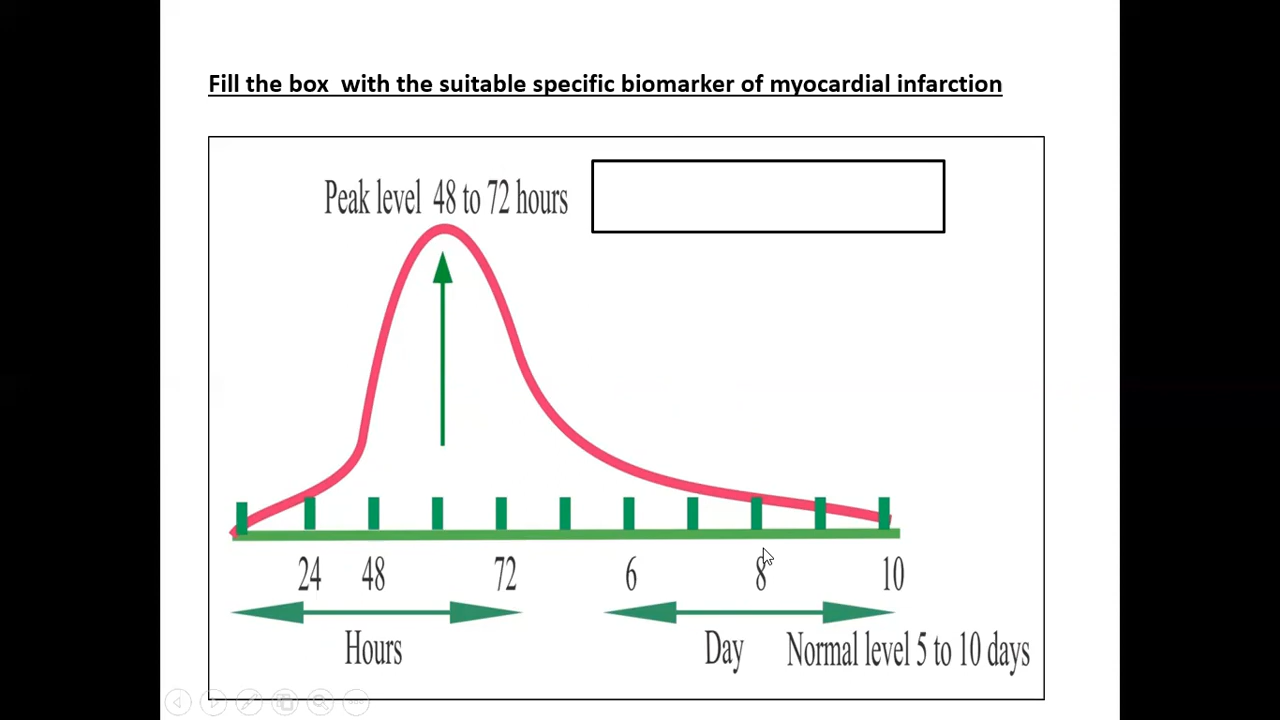 Fill the box with the suitable specific biomarker of myocardial infarction
Peak level 48 to 72 hours
24 48 72 6 8 10
Hours Day Normal level 5 to 10 days